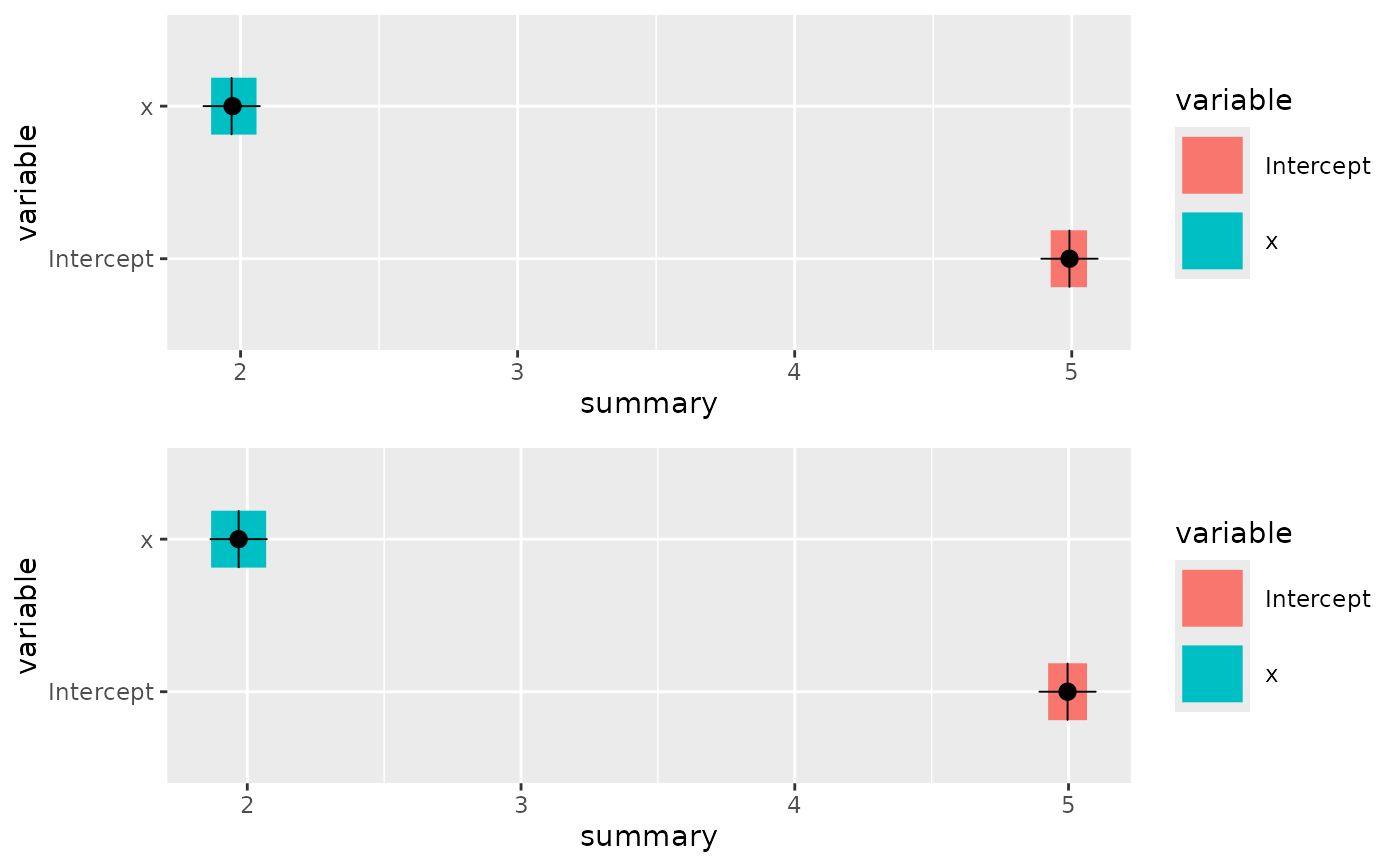 variable
x
Intercept
2 3 4 5
summary
variable
Intercept
x
variable
x
Intercept
2 3 4 5
summary
variable
Intercept
x